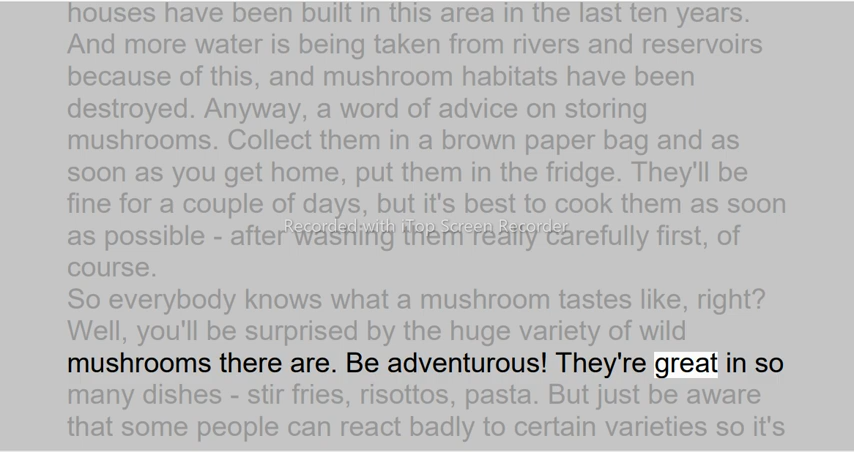 houses have been built in this area in the last ten years.
And more water is being taken from rivers and reservoirs
because of this, and mushroom habitats have been
destroyed. Anyway, a word of advice on storing
mushrooms. Collect them in a brown paper bag and as
soon as you get home, put them in the fridge. They'll be
fine for a couple of days, but it's best to cook them as soon
Recorded with iTop Screen Recorder
as possible - after washing them really carefully first, of
course.
So everybody knows what a mushroom tastes like, right?
Well, you'll be surprised by the huge variety of wild
mushrooms there are. Be adventurous! They're great in so
many dishes - stir fries, risottos, pasta. But just be aware
that some people can react badly to certain varieties so it's